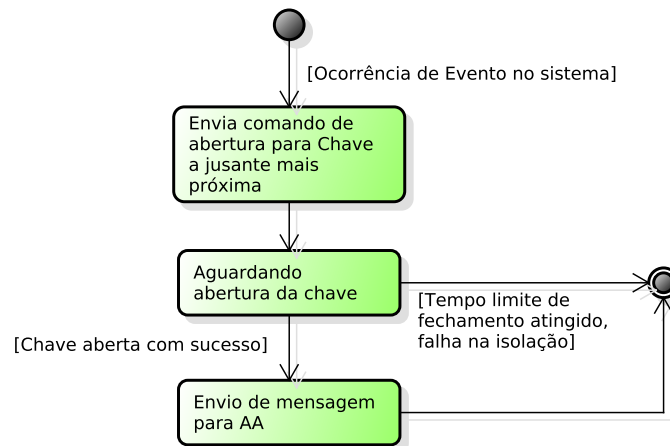 [Ocorrência de Evento no sistema]
Envia comando de
abertura para Chave
a jusante mais
próxima
Aguardando
abertura da chave
[Tempo limite de
fechamento atingido,
falha na isolação]
[Chave aberta com sucesso]
Envio de mensagem
para AA